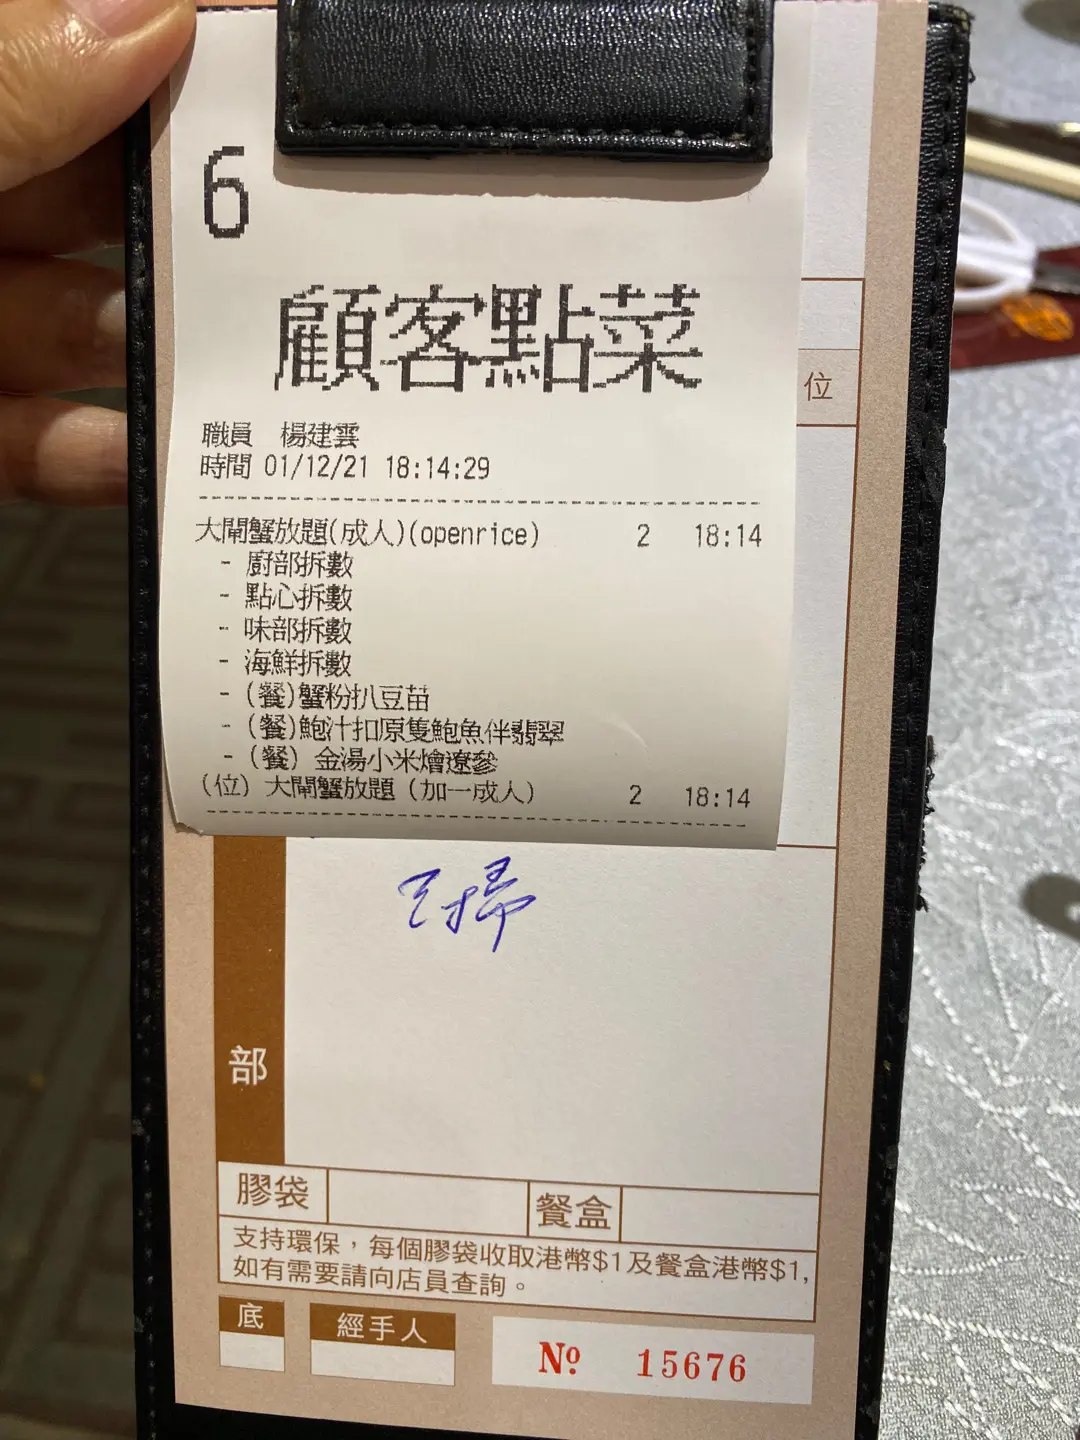 6
顧客點菜
位
職員 楊建雲
時間 01/12/21 18:14:29
大閘蟹放題(成人)(openrice) 2 18:14
- 廚部拆數
- 點心拆數
- 味部拆數
- 海鮮拆數
- (餐)蟹粉扒豆苗
- (餐)鮑汁扣原隻鮑魚伴翡翠
- (餐) 金湯小米燴遼參
(位) 大閘蟹放題 (加一成人) 2 18:14
部
膠袋 餐盒
支持環保，每個膠袋收取港幣$1及餐盒港幣$1,
如有需要請向店員查詢。
底 經手人 Nº 15676